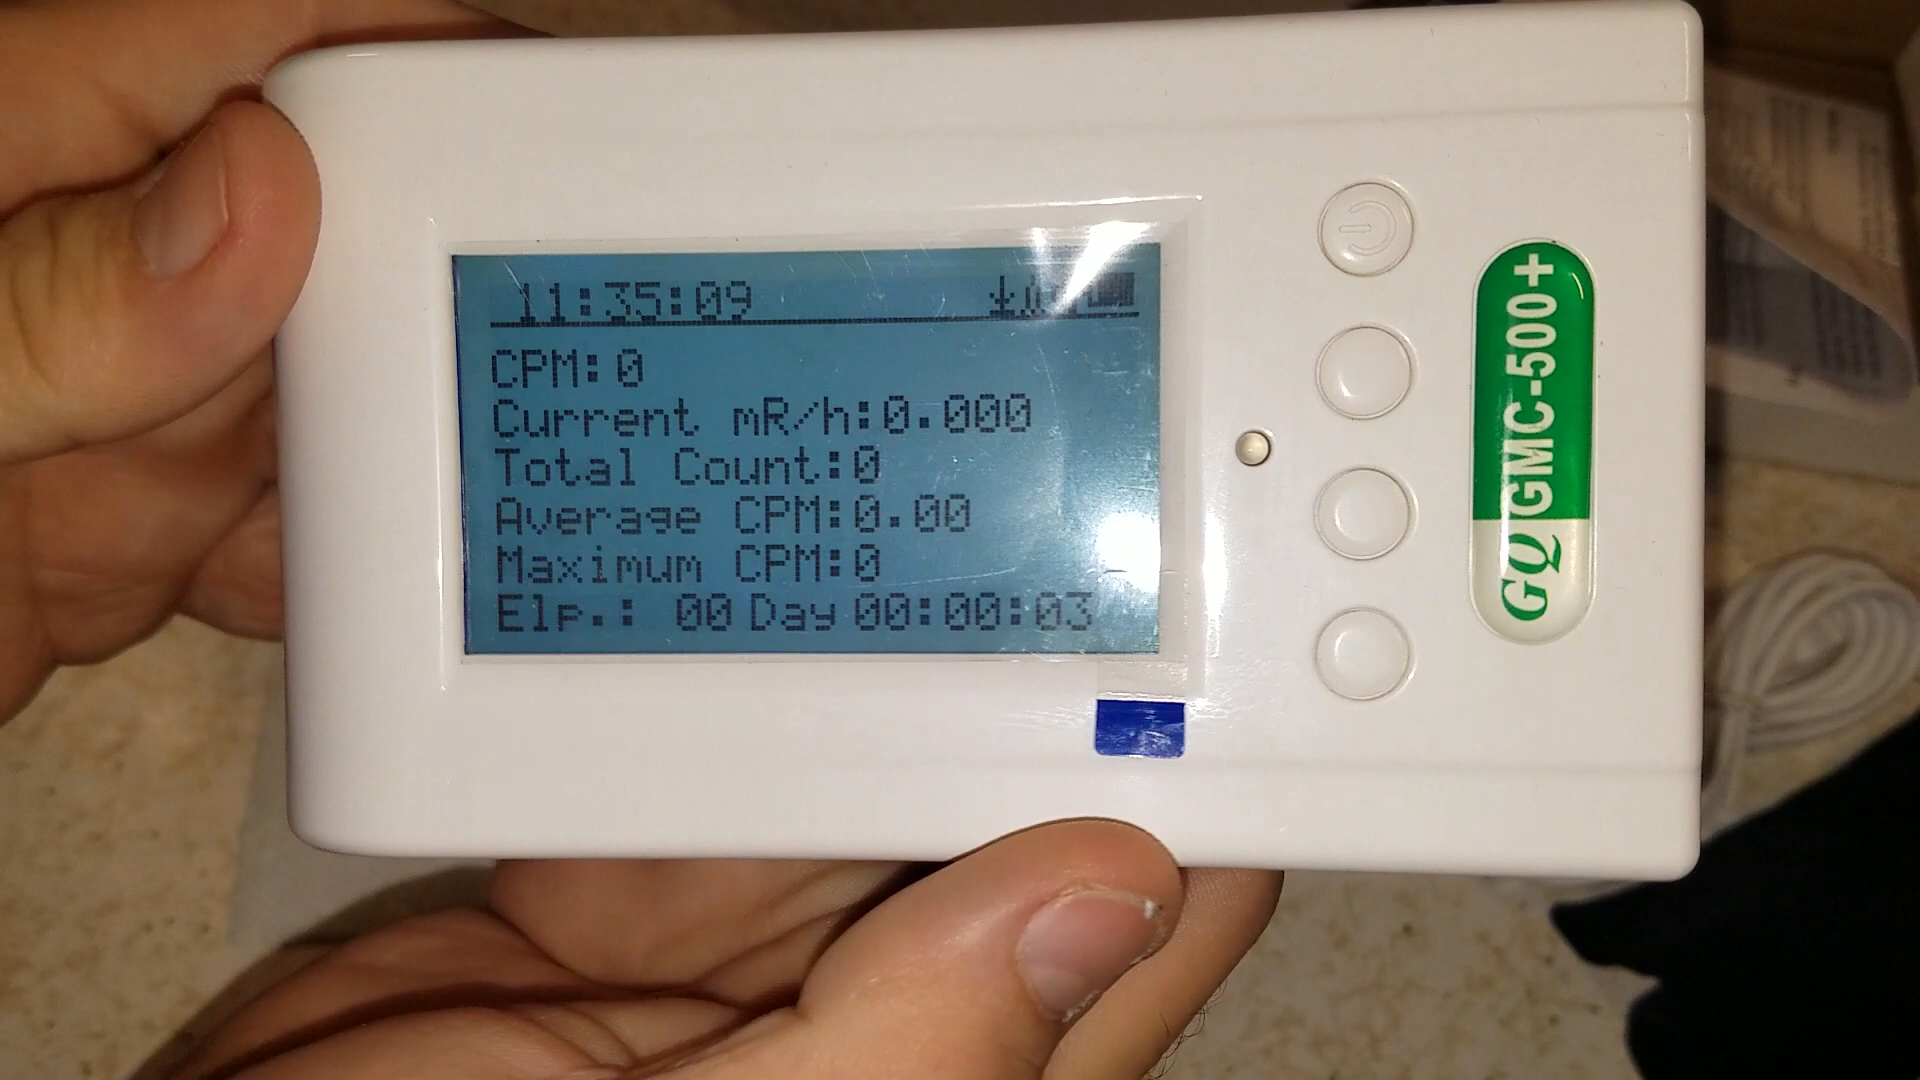 11:35:09
CPM:0
Current mR/h:0.000
Total Count:0
Average CPM:0.00
Maximum CPM:0
Elp.: 00 Day 00:00:03
GQ GMC-500+